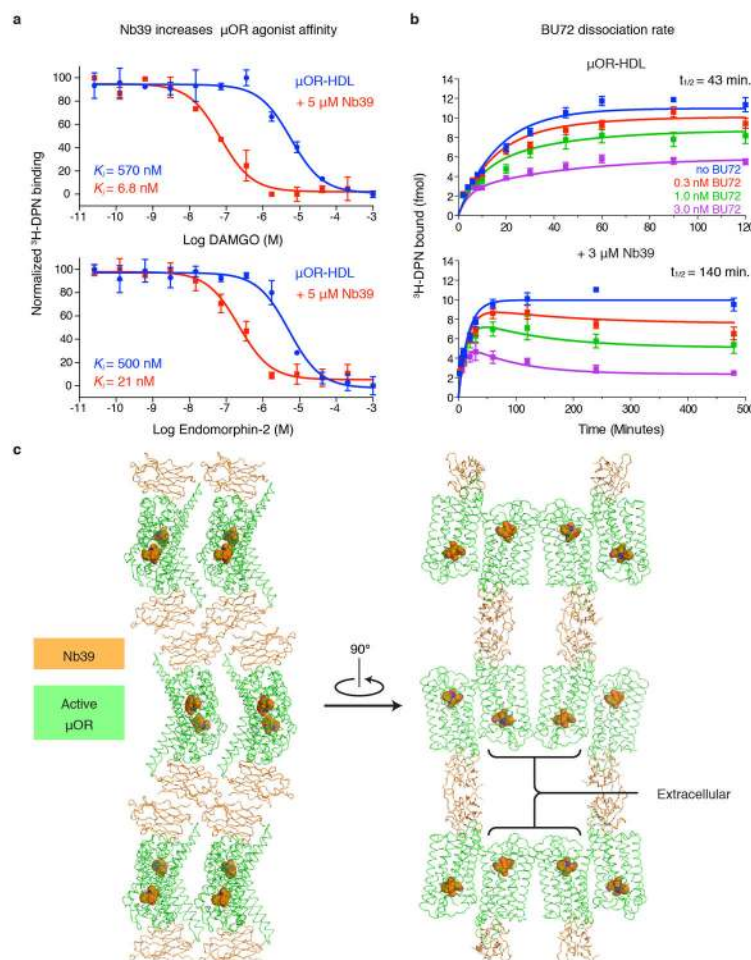 a
Nb39 increases µOR agonist affinity
Normalized ³H-DPN binding
100
80
60
40
20
0
µOR-HDL
+ 5 µM Nb39
Ki = 570 nM
Ki = 6.8 nM
-11 -10 -9 -8 -7 -6 -5 -4 -3
Log DAMGO (M)
100
80
60
40
20
0
µOR-HDL
+ 5 µM Nb39
Ki = 500 nM
Ki = 21 nM
-11 -10 -9 -8 -7 -6 -5 -4 -3
Log Endomorphin-2 (M)
b
BU72 dissociation rate
µOR-HDL
³H-DPN bound (fmol)
14
12
10
8
6
4
2
0
t1/2 = 43 min.
no BU72
0.3 nM BU72
1.0 nM BU72
3.0 nM BU72
0 20 40 60 80 100 120
+ 3 µM Nb39
14
12
10
8
6
4
2
0
t1/2 = 140 min.
0 100 200 300 400 500
Time (Minutes)
c
Nb39
Active
µOR
90°
Extracellular